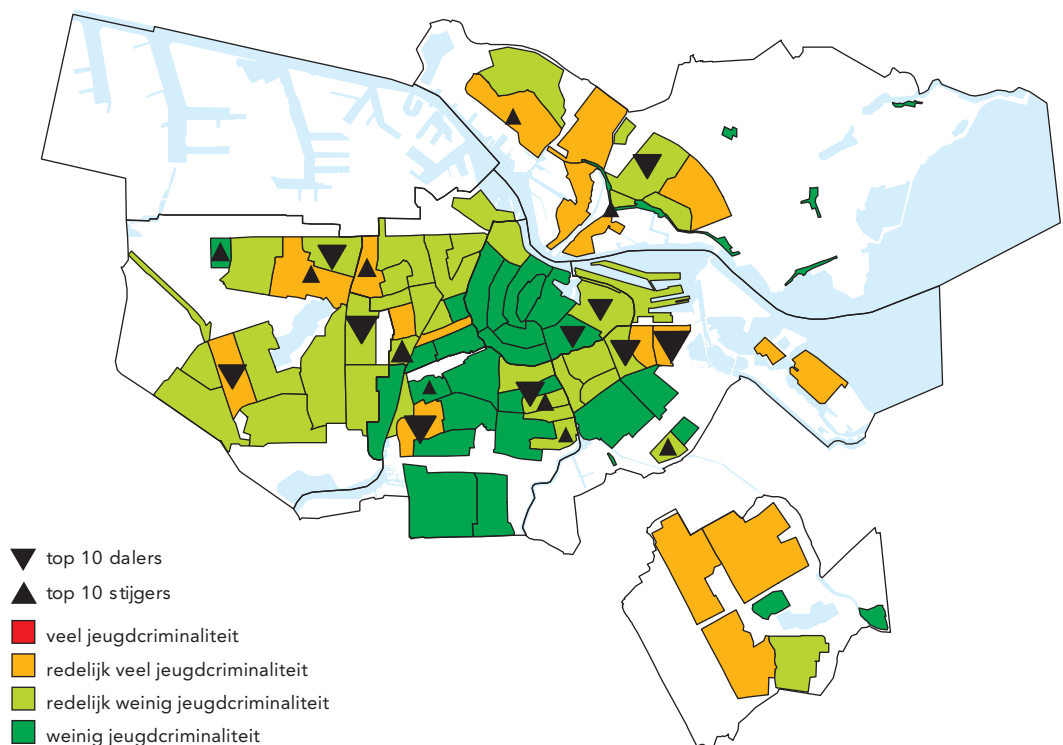 top 10 dalers
top 10 stijgers
veel jeugdcriminaliteit
redelijk veel jeugdcriminaliteit
redelijk weinig jeugdcriminaliteit
weinig jeugdcriminaliteit